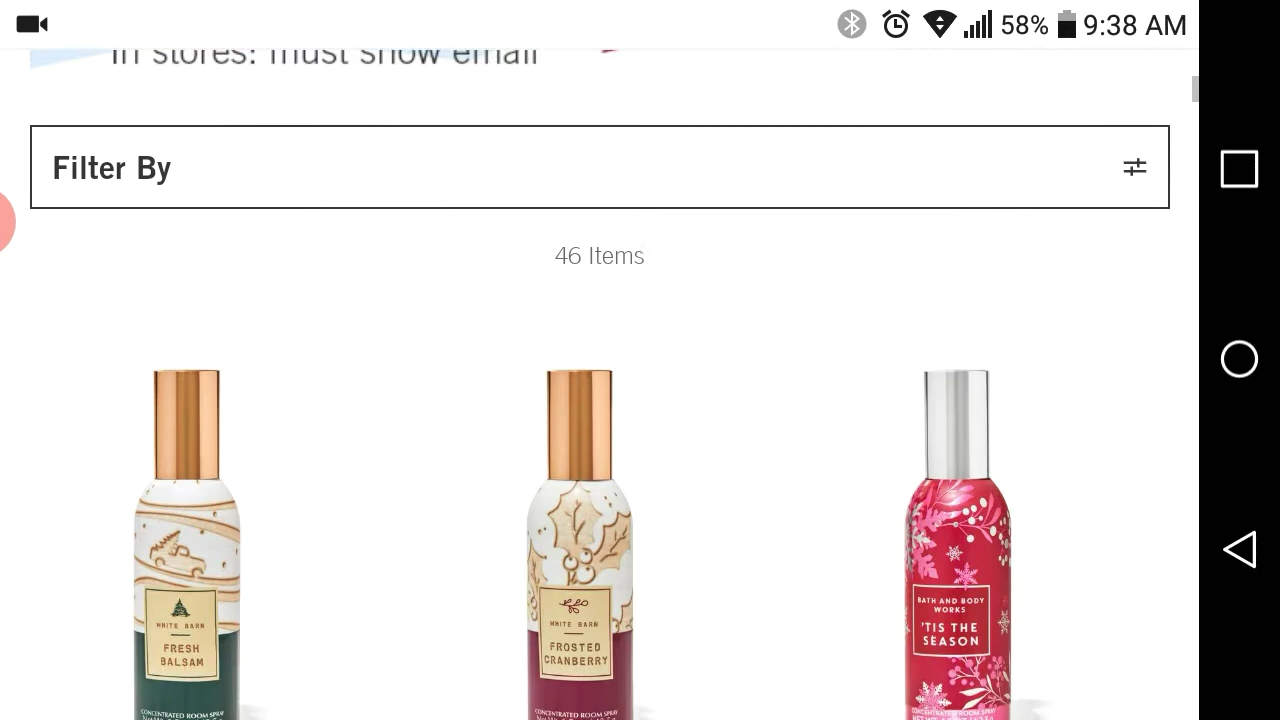 58% 9:38 AM
In stores: must show email
Filter By
46 Items
WHITE BARN
FRESH
BALSAM
CONCENTRATED ROOM SPRAY
WHITE BARN
FROSTED
CRANBERRY
CONCENTRATED ROOM SPRAY
BATH AND BODY
WORKS
'TIS THE
SEASON
CONCENTRATED ROOM SPRAY